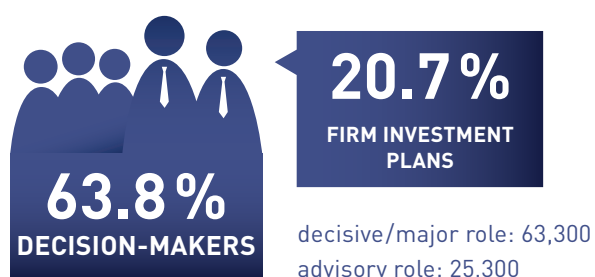 20.7%
FIRM INVESTMENT
PLANS
63.8%
DECISION-MAKERS
decisive/major role: 63,300
advisory role: 25,300